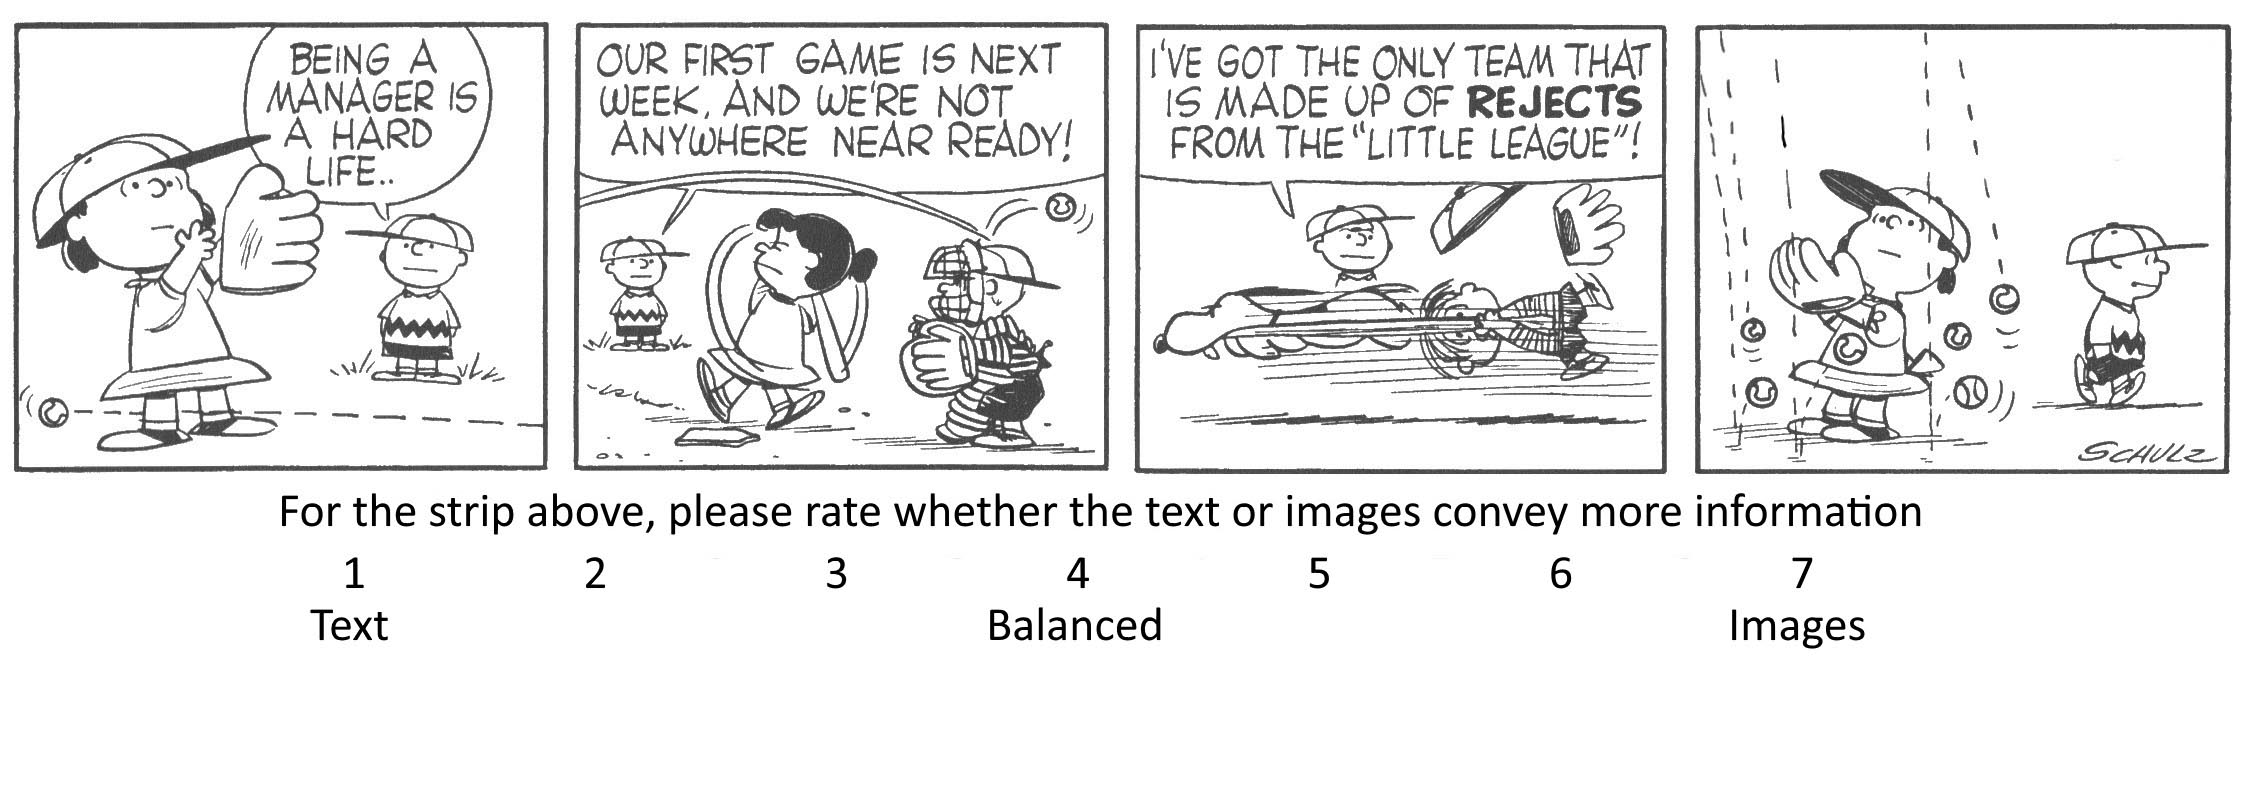 BEING A
MANAGER IS
A HARD
LIFE..
OUR FIRST GAME IS NEXT
WEEK, AND WE'RE NOT
ANYWHERE NEAR READY!
I'VE GOT THE ONLY TEAM THAT
IS MADE UP OF REJECTS
FROM THE "LITTLE LEAGUE"!
SCHULZ
For the strip above, please rate whether the text or images convey more information
1 2 3 4 5 6 7
Text Balanced Images